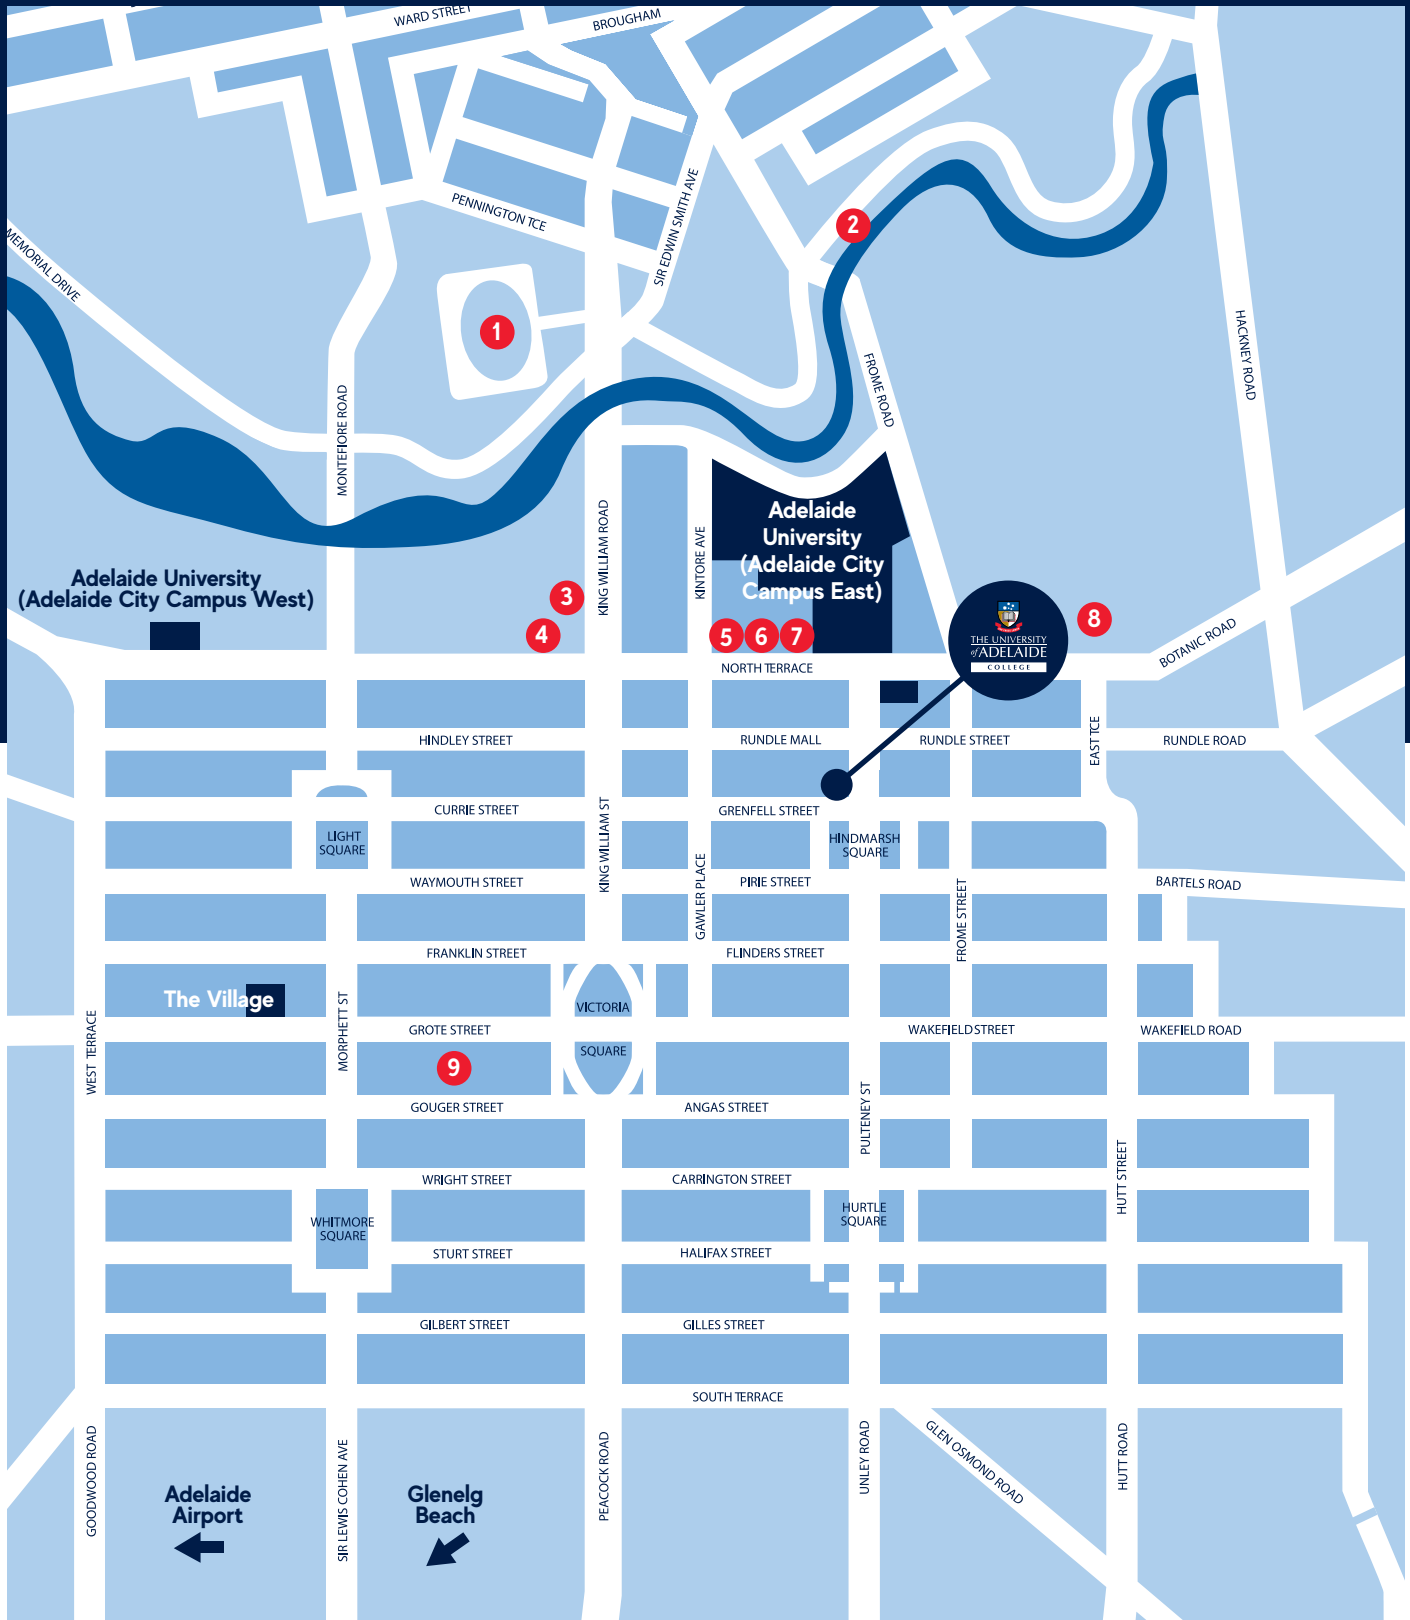 WARD STREET
BROUGHAM
PENNINGTON TCE
SIR EDWIN SMITH AVE
MEMORIAL DRIVE
2
1
HACKNEY ROAD
FROME ROAD
MONTEFIORE ROAD
KING WILLIAM ROAD
KINTORE AVE
Adelaide
University
(Adelaide City
Campus East)
Adelaide University
(Adelaide City Campus West)
3
4
5
6
7
8
THE UNIVERSITY
of ADELAIDE
COLLEGE
BOTANIC ROAD
NORTH TERRACE
HINDLEY STREET
RUNDLE MALL
RUNDLE STREET
EAST TCE
RUNDLE ROAD
CURRIE STREET
KING WILLIAM ST
GRENFELL STREET
LIGHT
SQUARE
HINDMARSH
SQUARE
WAYMOUTH STREET
GAWLER PLACE
PIRIE STREET
FROME STREET
BARTELS ROAD
FRANKLIN STREET
FLINDERS STREET
The Village
VICTORIA
SQUARE
WEST TERRACE
MORPHETT ST
GROTE STREET
WAKEFIELD STREET
WAKEFIELD ROAD
9
GOUGER STREET
ANGAS STREET
PULTENEY ST
HUTT STREET
WRIGHT STREET
CARRINGTON STREET
WHITMORE
SQUARE
HURTLE
SQUARE
STURT STREET
HALIFAX STREET
GILBERT STREET
GILLES STREET
SOUTH TERRACE
GOODWOOD ROAD
SIR LEWIS COHEN AVE
PEACOCK ROAD
UNLEY ROAD
GLEN OSMOND ROAD
HUTT ROAD
Adelaide
Airport
Glenelg
Beach